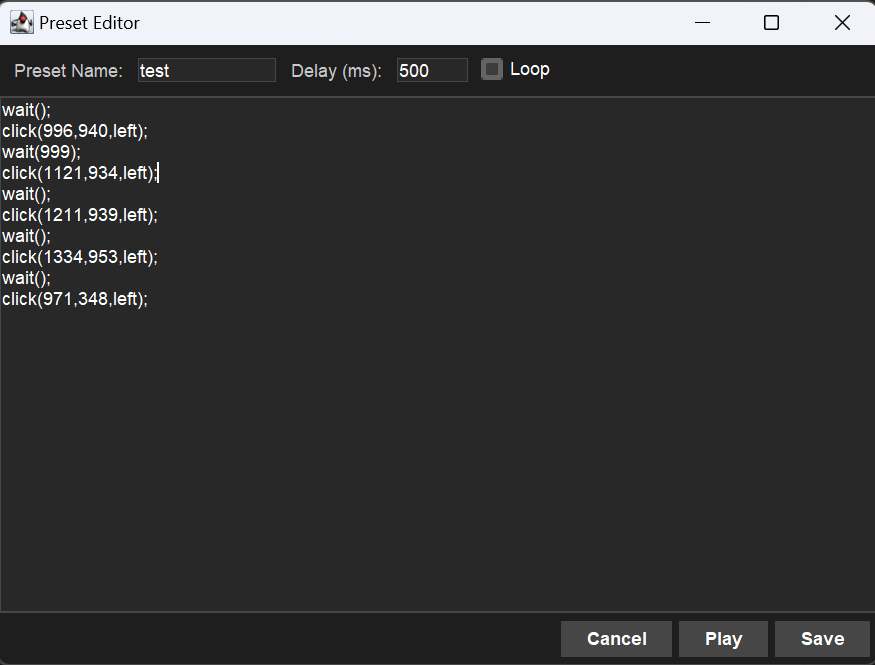 Preset Editor
Preset Name: test Delay (ms): 500 Loop
wait();
click(996,940,left);
wait(999);
click(1121,934,left);
wait();
click(1211,939,left);
wait();
click(1334,953,left);
wait();
click(971,348,left);
Cancel Play Save